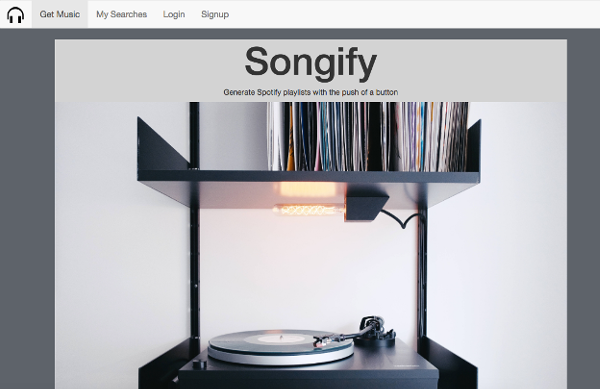 Get Music
My Searches
Login
Signup
Songify
Generate Spotify playlists with the push of a button